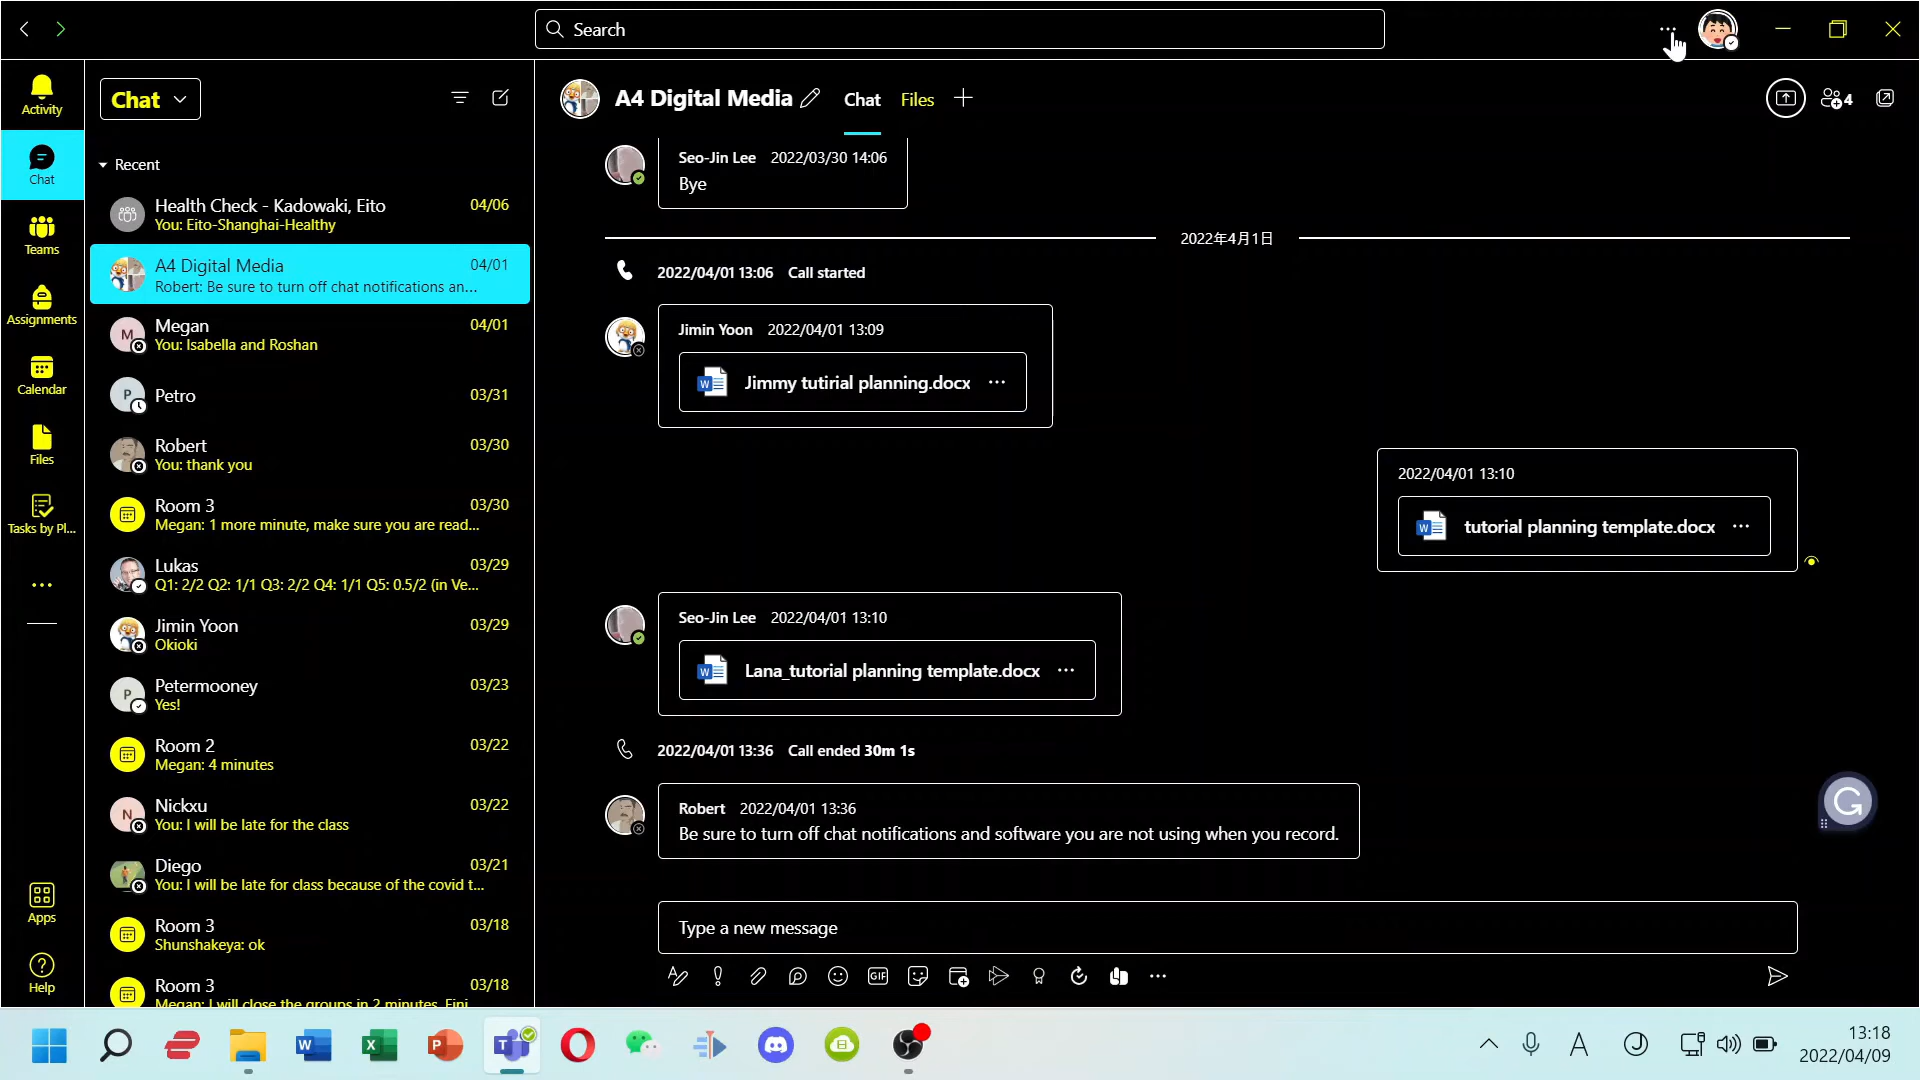 Search
Activity
Chat
Teams
Assignments
Calendar
Files
Tasks by Pl...
Apps
Help
Chat
Recent
Health Check - Kadowaki, Eito 04/06
You: Eito-Shanghai-Healthy
A4 Digital Media 04/01
Robert: Be sure to turn off chat notifications an...
M
Megan 04/01
You: Isabella and Roshan
P
Petro 03/31
Robert 03/30
You: thank you
Room 3 03/30
Megan: 1 more minute, make sure you are read...
Lukas 03/29
Q1: 2/2 Q2: 1/1 Q3: 2/2 Q4: 1/1 Q5: 0.5/2 (in Ve...
Jimin Yoon 03/29
Okioki
P
Petermooney 03/23
Yes!
Room 2 03/22
Megan: 4 minutes
N
Nickxu 03/22
You: I will be late for the class
Diego 03/21
You: I will be late for class because of the covid t...
Room 3 03/18
Shunshakeya: ok
Room 3 03/18
Megan: I will close the groups in 2 minutes. Fini
A4 Digital Media Chat Files
4
Seo-Jin Lee 2022/03/30 14:06
Bye
2022年4月1日
2022/04/01 13:06 Call started
Jimin Yoon 2022/04/01 13:09
Jimmy tutirial planning.docx
2022/04/01 13:10
tutorial planning template.docx
Seo-Jin Lee 2022/04/01 13:10
Lana_tutorial planning template.docx
2022/04/01 13:36 Call ended 30m 1s
Robert 2022/04/01 13:36
Be sure to turn off chat notifications and software you are not using when you record.
Type a new message
GIF
13:18
2022/04/09